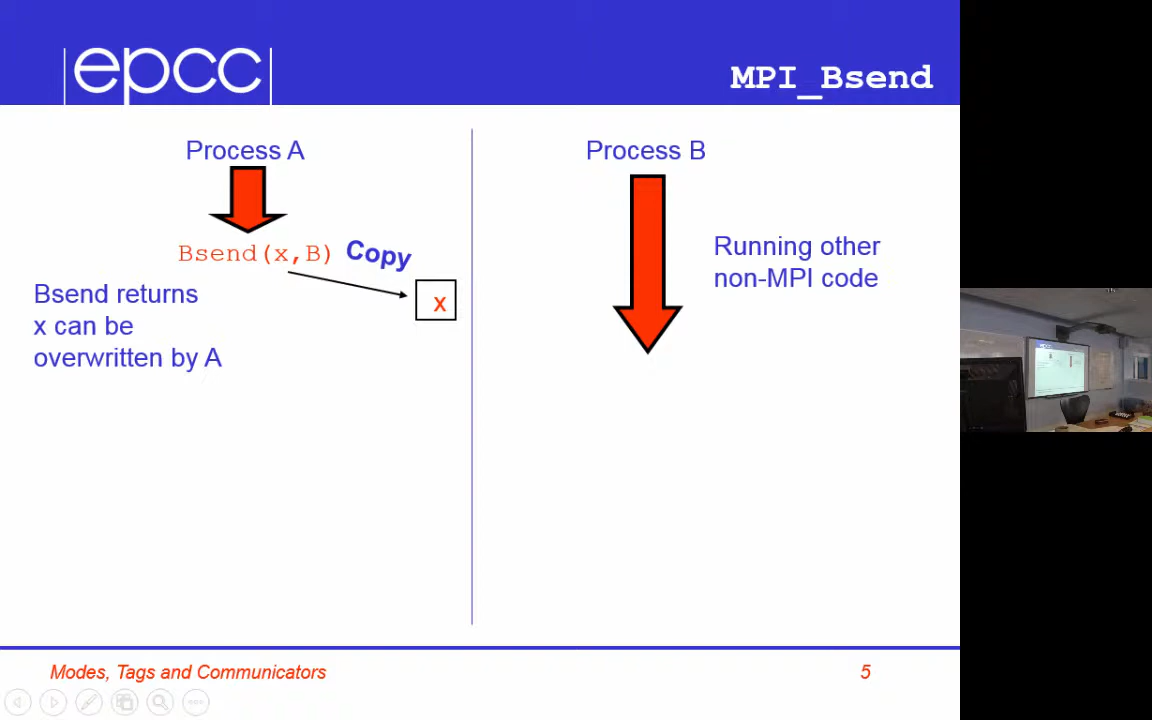 epcc
MPI_Bsend
Process A
Process B
Bsend(x,B)
Copy
x
Bsend returns
x can be
overwritten by A
Running other
non-MPI code
Modes, Tags and Communicators
5
epcc